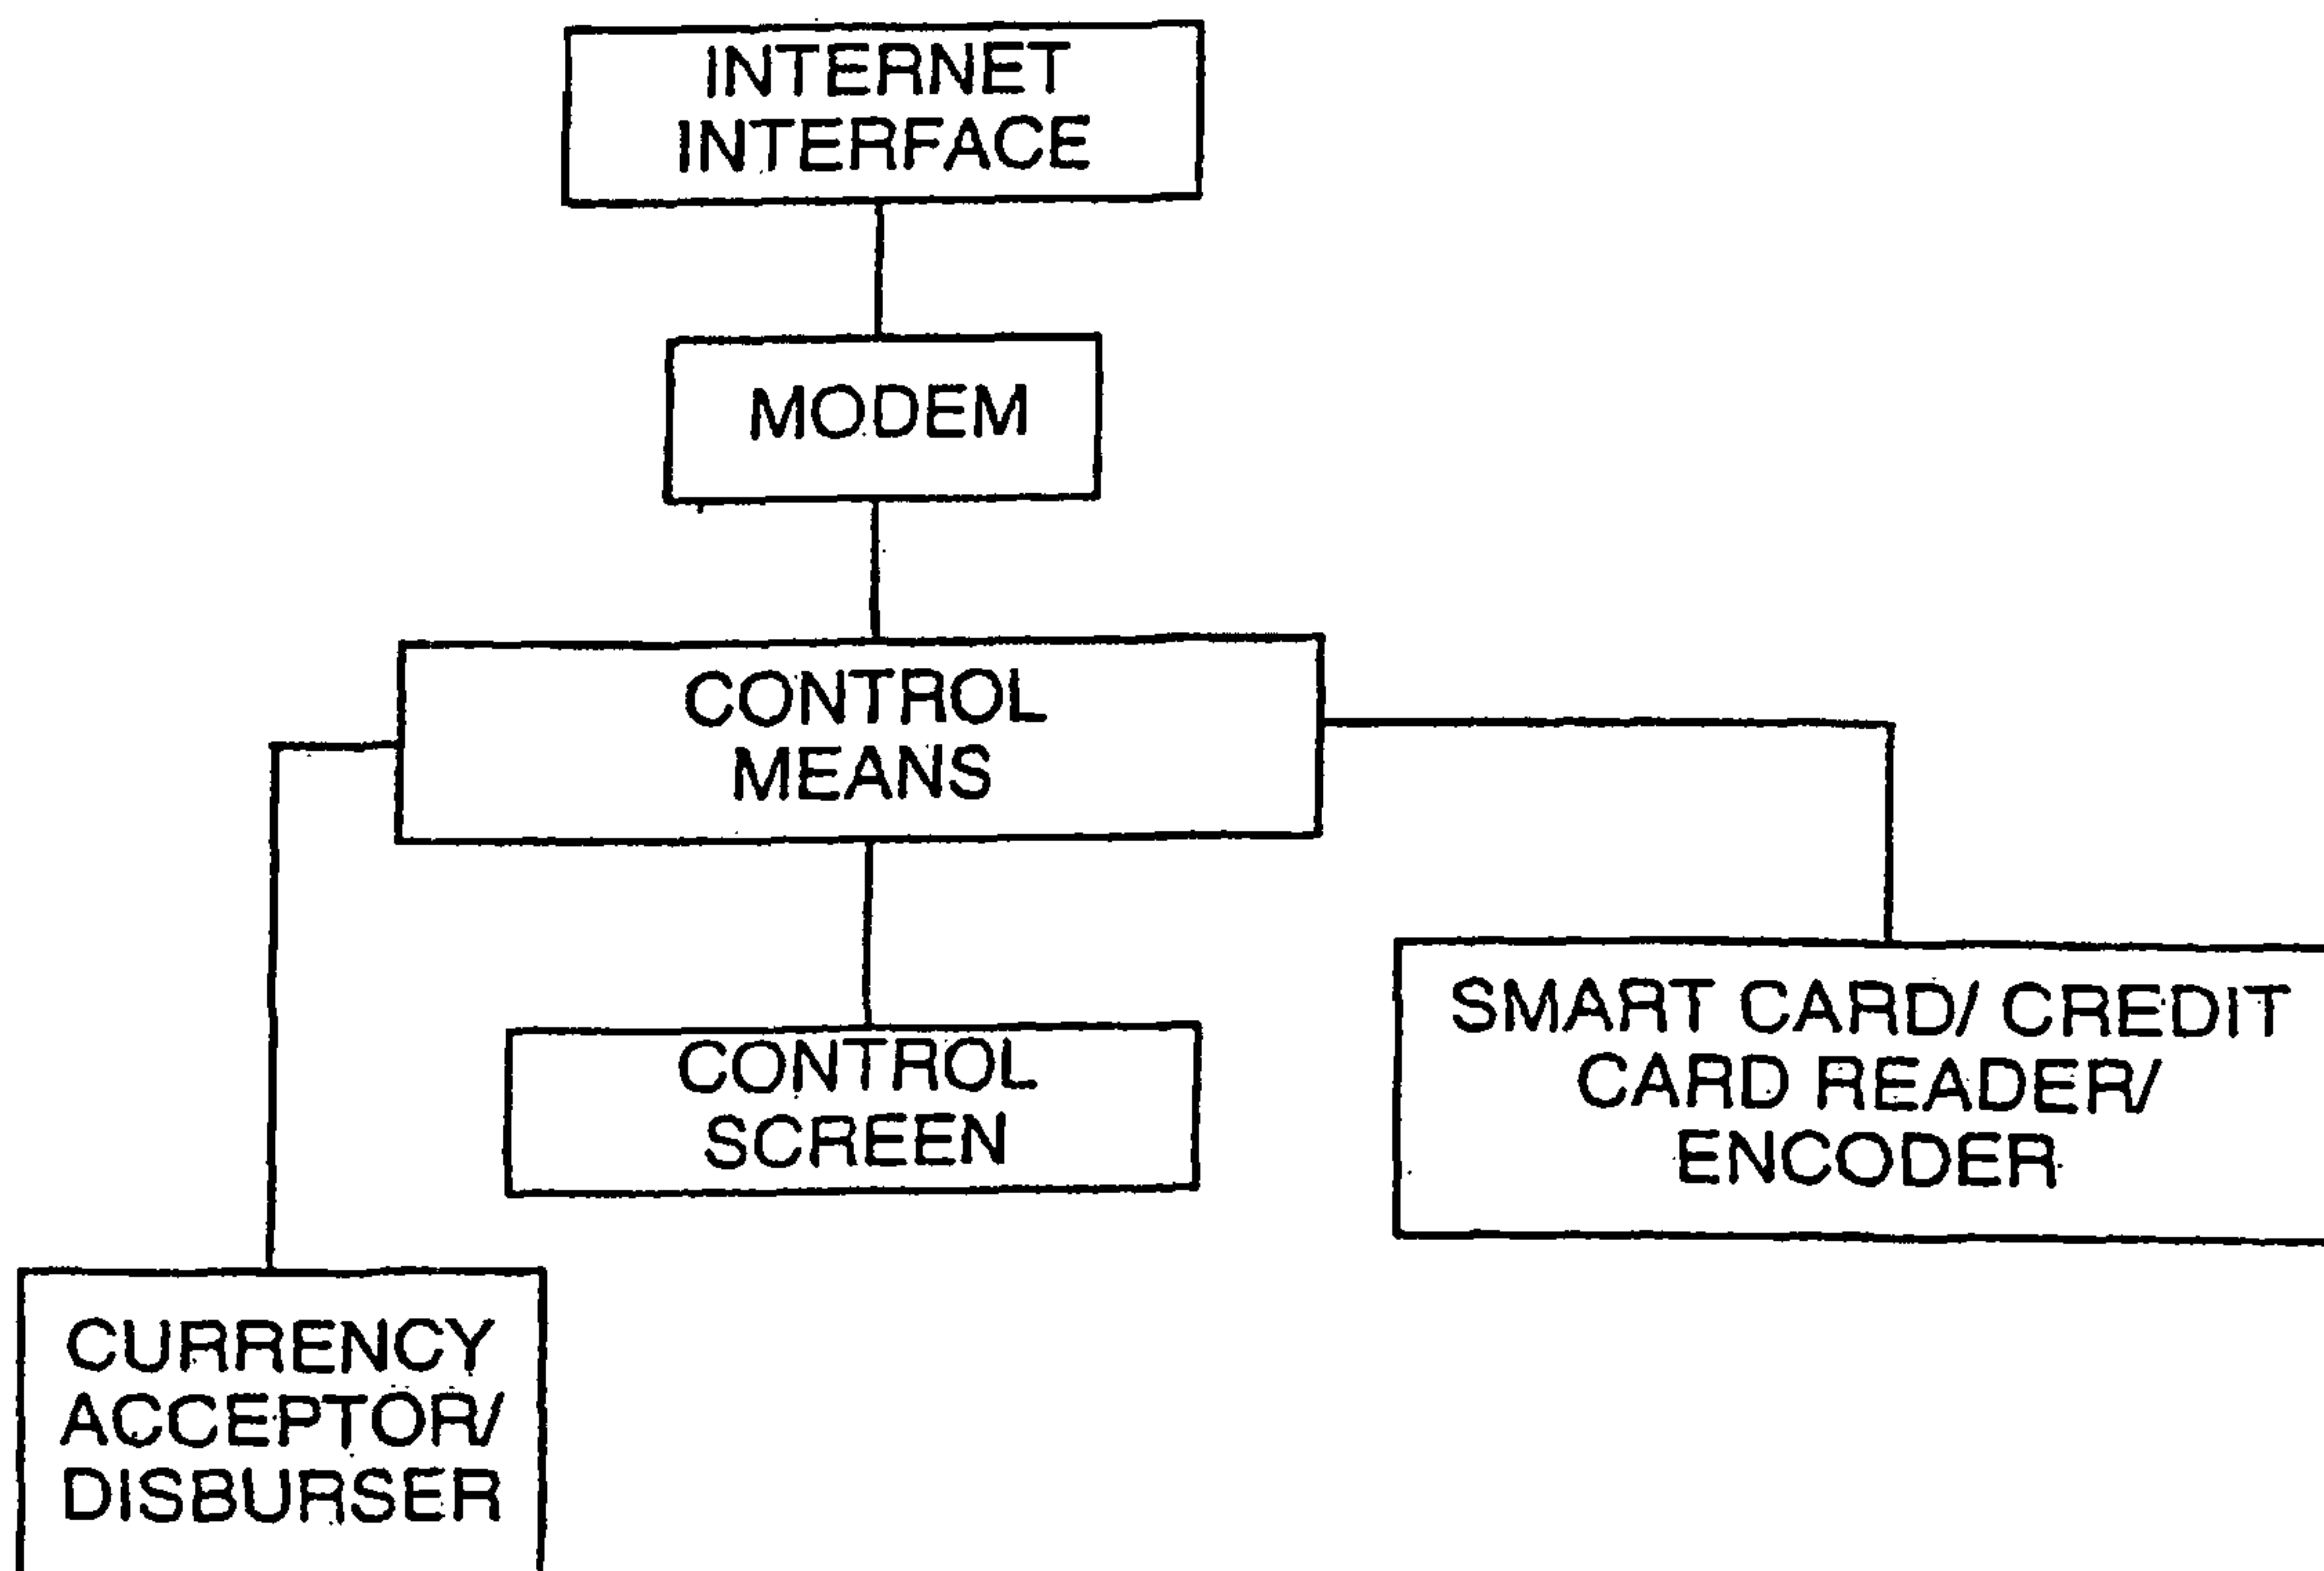 INTERNET
INTERFACE
MODEM
CONTROL
MEANS
CONTROL
SCREEN
SMART CARD/ CREDIT
CARD READER/
ENCODER
CURRENCY
ACCEPTOR/
DISBURSER